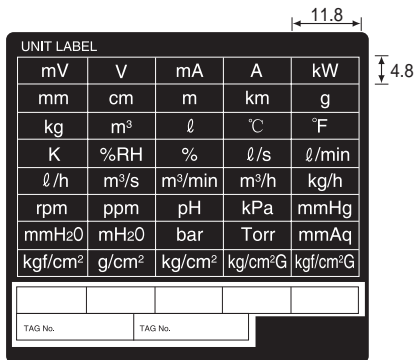 11.8
UNIT LABEL
4.8
mV V mA A kW
mm cm m km g
kg m³ ℓ ℃ °F
K %RH % ℓ/s ℓ/min
ℓ/h m³/s m³/min m³/h kg/h
rpm ppm pH kPa mmHg
mmH20 mH20 bar Torr mmAq
kgf/cm² g/cm² kg/cm² kg/cm²G kgf/cm²G
TAG No. TAG No.